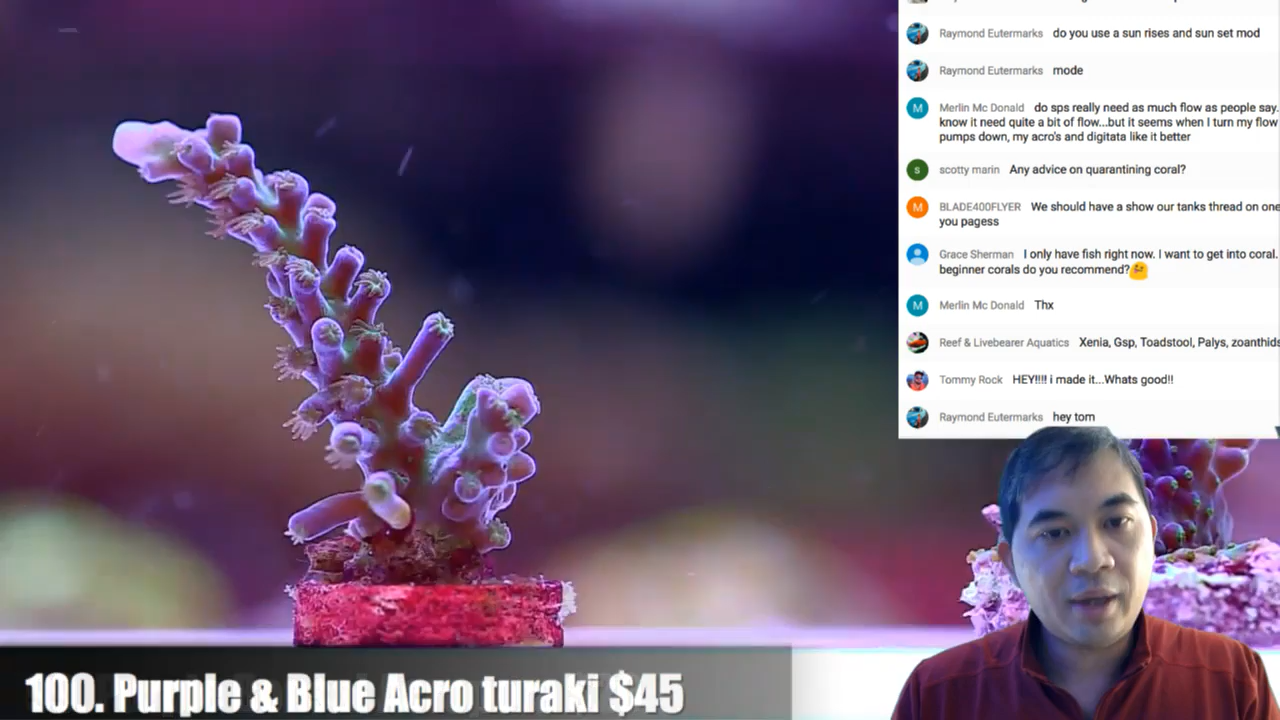 Raymond Eutermarks do you use a sun rises and sun set mod
Raymond Eutermarks mode
Merlin Mc Donald do sps really need as much flow as people say.
know it need quite a bit of flow...but it seems when I turn my flow
pumps down, my acro's and digitata like it better
scotty marin Any advice on quarantining coral?
BLADE400FLYER We should have a show our tanks thread on one
you pagess
Grace Sherman I only have fish right now. I want to get into coral.
beginner corals do you recommend?
Merlin Mc Donald Thx
Reef & Livebearer Aquatics Xenia, Gsp, Toadstool, Palys, zoanthids
Tommy Rock HEY!!!! i made it...Whats good!!
Raymond Eutermarks hey tom
100. Purple & Blue Acro turaki $45